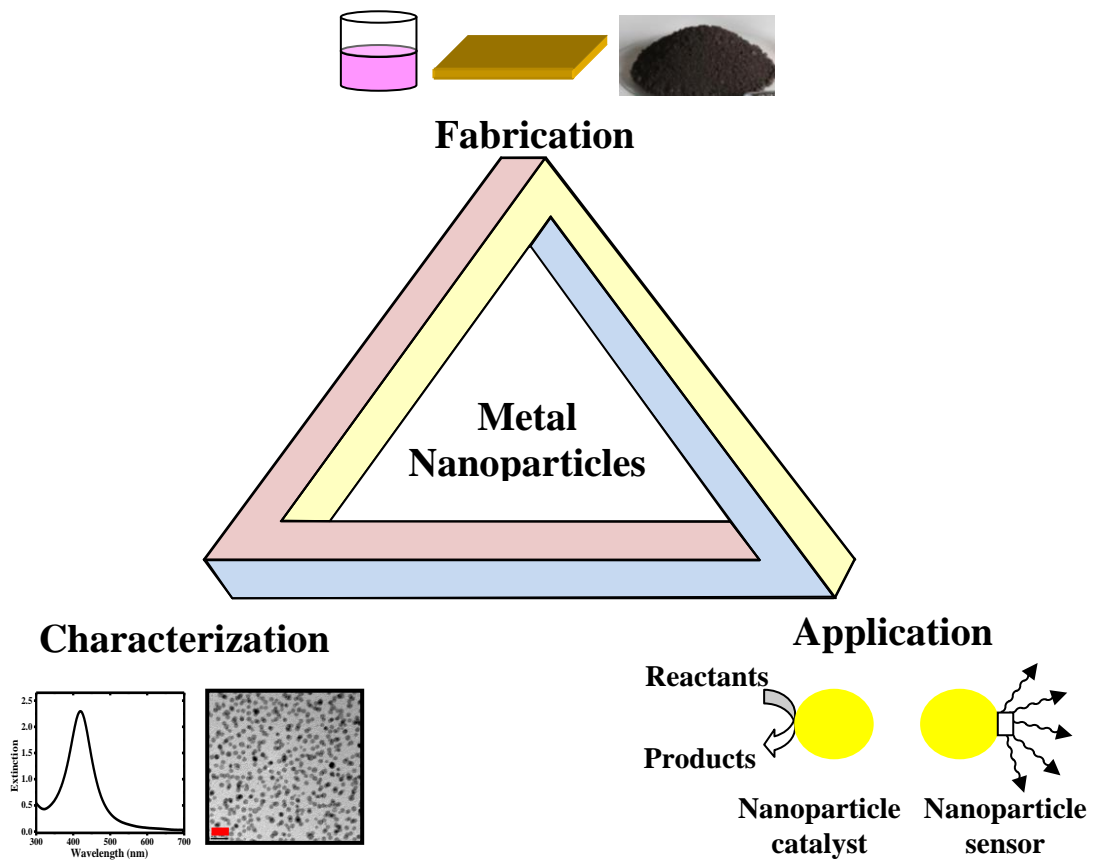 Fabrication
Metal
Nanoparticles
Characterization
2.5
2.0
1.5
1.0
0.5
0.0
Extinction
300 400 500 600 700
Wavelength (nm)
Application
Reactants
Products
Nanoparticle
catalyst
Nanoparticle
sensor